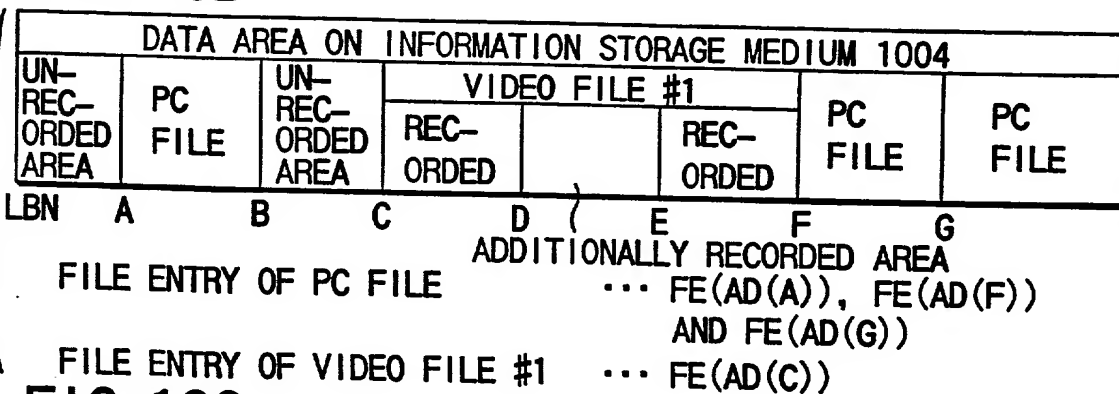 DATA AREA ON INFORMATION STORAGE MEDIUM 1004
UN-
REC-
ORDED
AREA
PC
FILE
UN-
REC-
ORDED
AREA
VIDEO FILE #1
REC-
ORDED
REC-
ORDED
PC
FILE
PC
FILE
LBN A B C D E F G
ADDITIONALLY RECORDED AREA
FILE ENTRY OF PC FILE ··· FE(AD(A)), FE(AD(F))
AND FE(AD(G))
FILE ENTRY OF VIDEO FILE #1 ··· FE(AD(C))